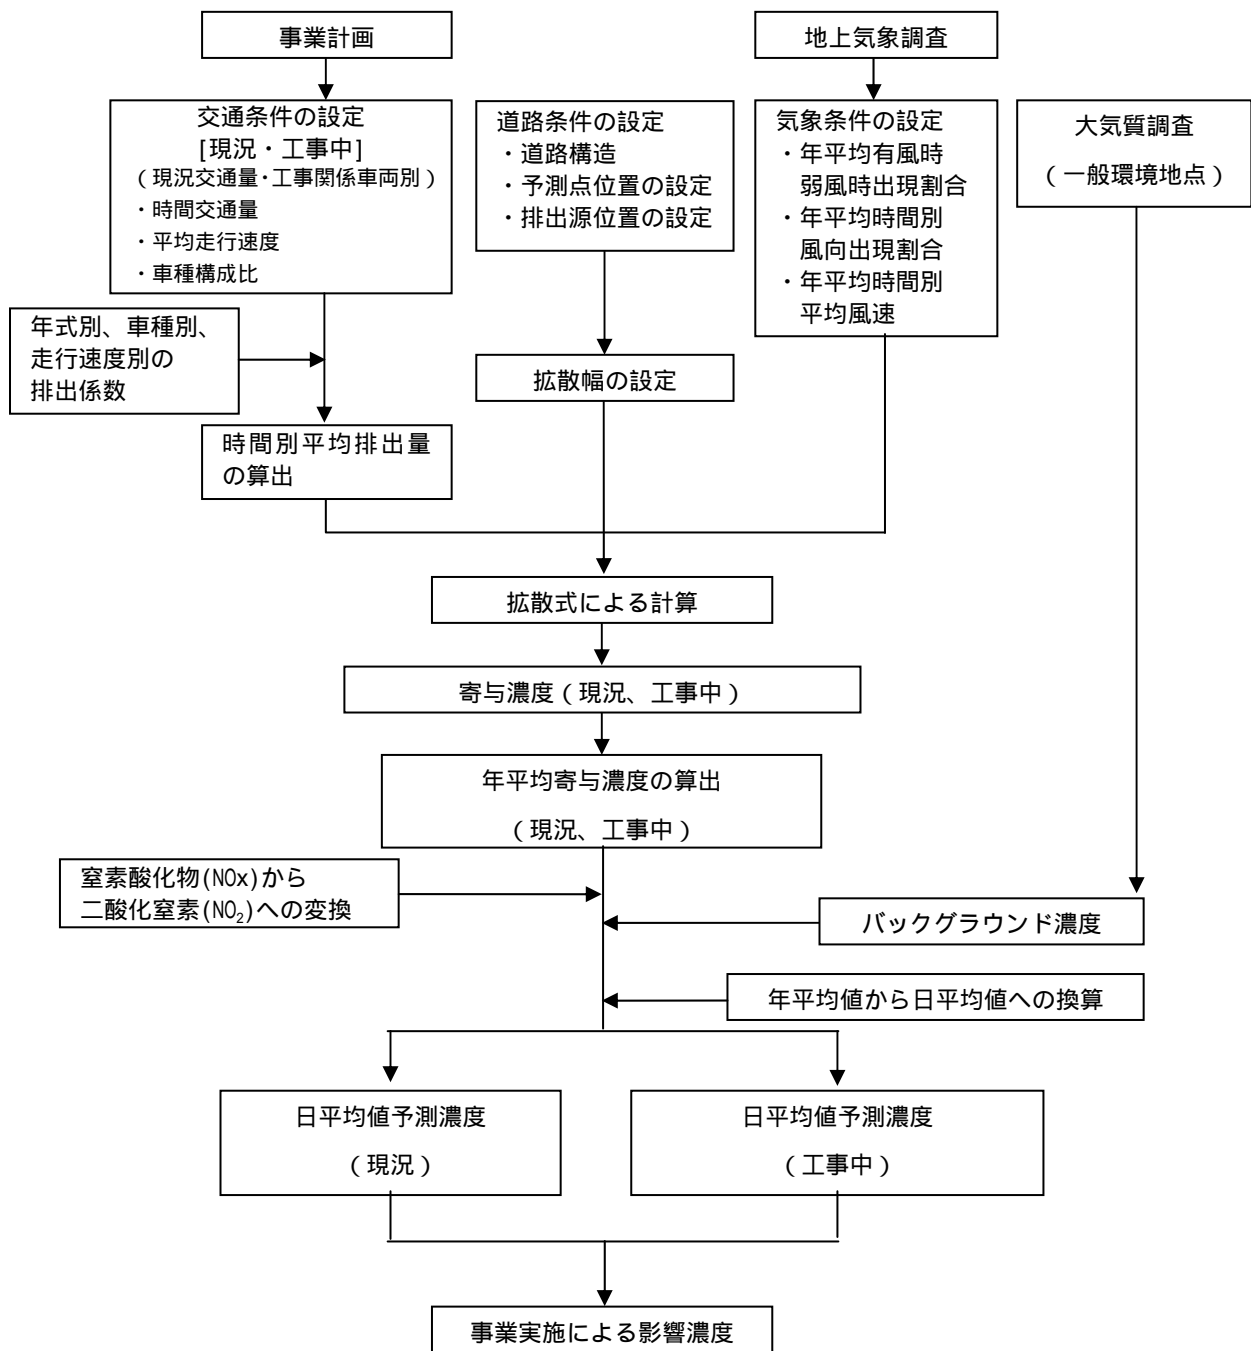 事業計画
地上気象調査
交通条件の設定
[現況・工事中]
(現況交通量・工事関係車両別)
・時間交通量
・平均走行速度
・車種構成比
道路条件の設定
・道路構造
・予測点位置の設定
・排出源位置の設定
気象条件の設定
・年平均有風時
弱風時出現割合
・年平均時間別
風向出現割合
・年平均時間別
平均風速
大気質調査
(一般環境地点)
年式別、車種別、
走行速度別の
排出係数
拡散幅の設定
時間別平均排出量
の算出
拡散式による計算
寄与濃度(現況、工事中)
年平均寄与濃度の算出
(現況、工事中)
窒素酸化物(NOx)から
二酸化窒素(NO₂)への変換
バックグラウンド濃度
年平均値から日平均値への換算
日平均値予測濃度
(現況)
日平均値予測濃度
(工事中)
事業実施による影響濃度